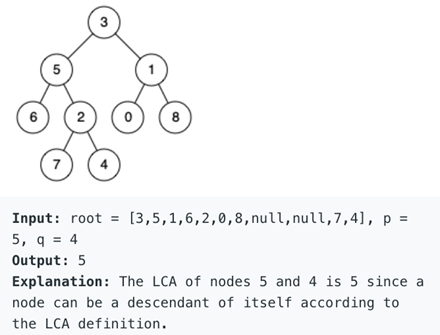 3
5 1
6 2 0 8
7 4
Input: root = [3,5,1,6,2,0,8,null,null,7,4], p =
5, q = 4
Output: 5
Explanation: The LCA of nodes 5 and 4 is 5 since a
node can be a descendant of itself according to
the LCA definition.